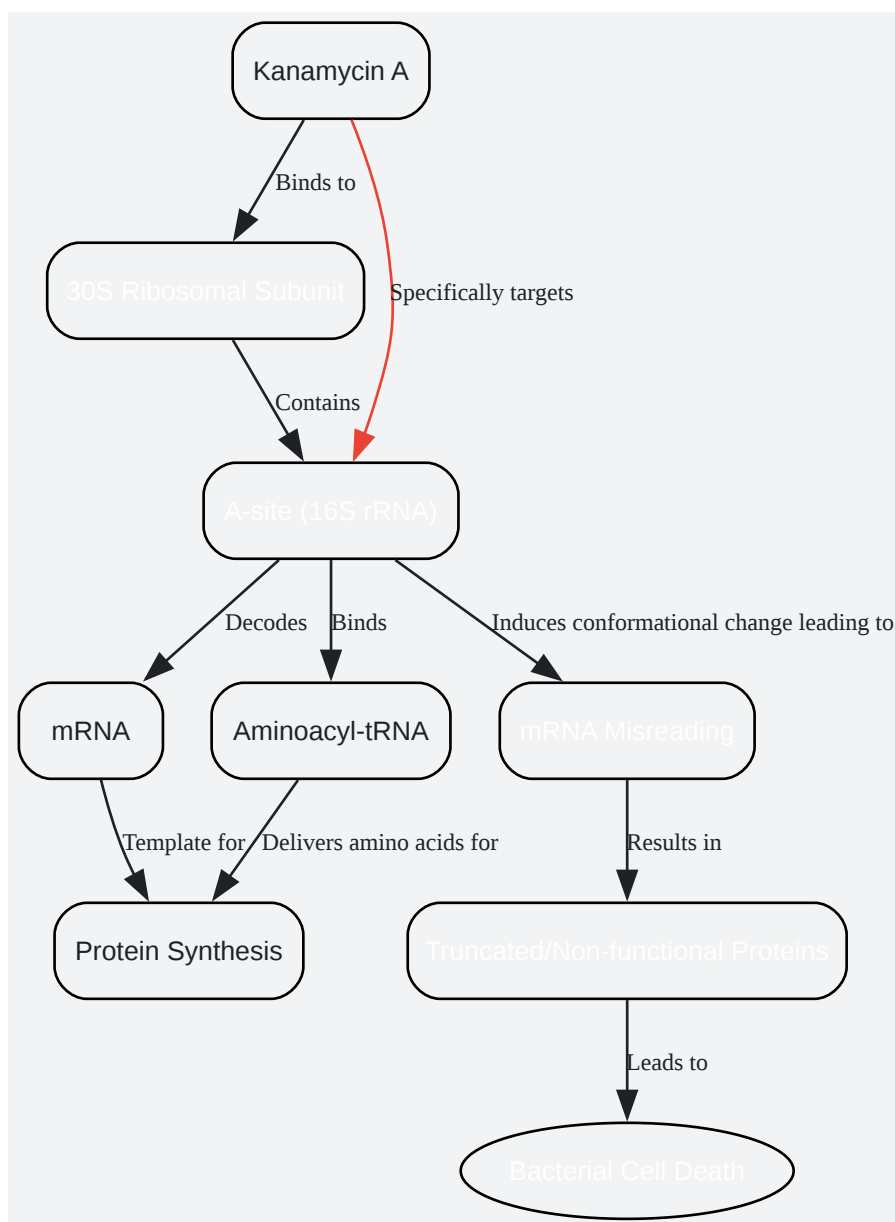 Kanamycin A
Binds to
30S Ribosomal Subunit
Specifically targets
Contains
A-site (16S rRNA)
Decodes
Binds
Induces conformational change leading to
mRNA
Aminoacyl-tRNA
mRNA Misreading
Template for
Delivers amino acids for
Results in
Protein Synthesis
Truncated/Non-functional Proteins
Leads to
Bacterial Cell Death